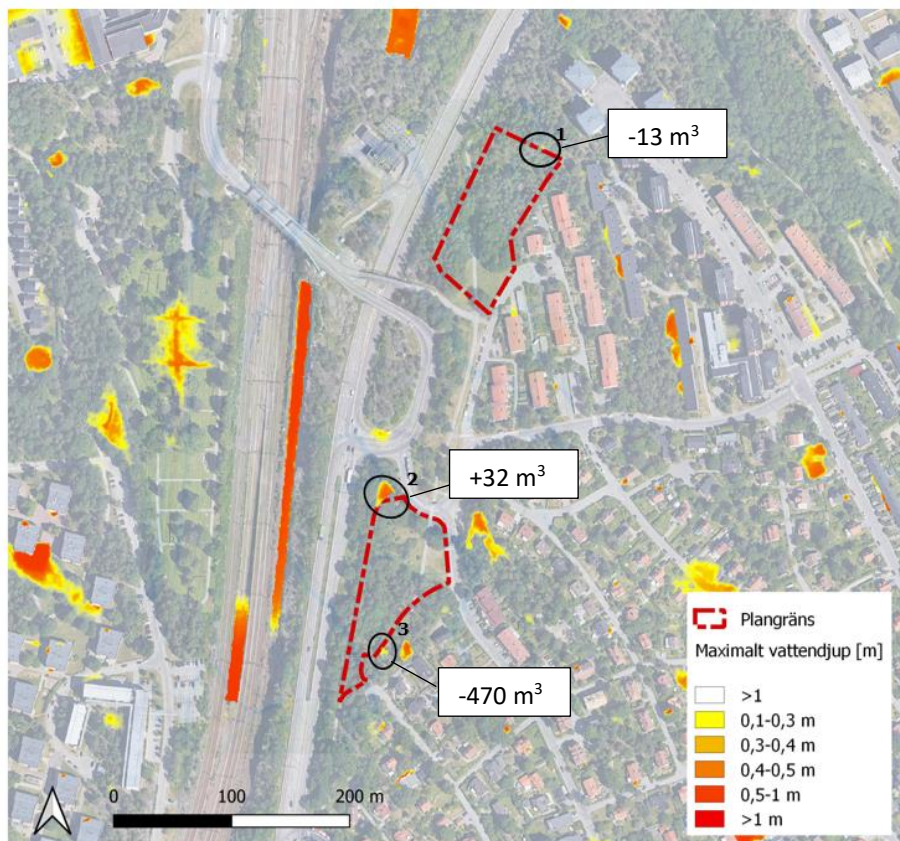 1
-13 m³
2
+32 m³
3
-470 m³
Plangräns
Maximalt vattendjup [m]
>1
0,1-0,3 m
0,3-0,4 m
0,4-0,5 m
0,5-1 m
>1 m
0 100 200 m